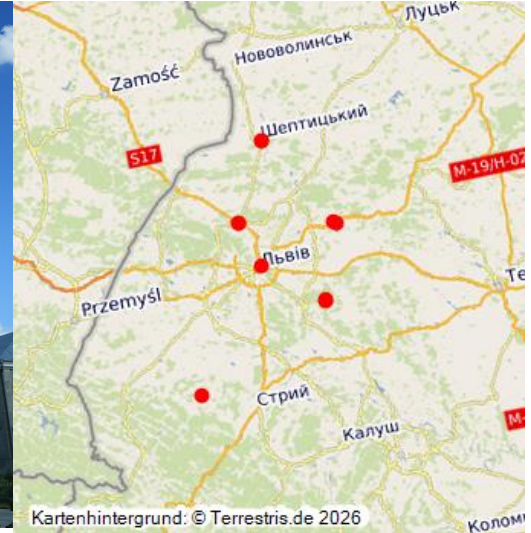 Луцьк
Нововолинськ
Zamość
Шептицький
S17
M-19/H-02
Львів
Przemyśl
Стрий
Калуш
Kartenhintergrund: © Terrestris.de 2026